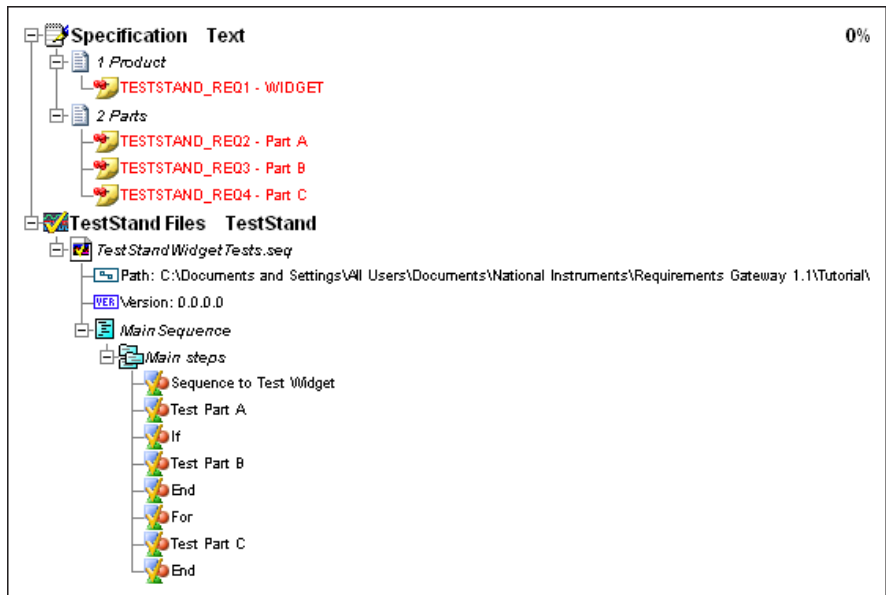 Specification Text 0%
1 Product
TESTSTAND_REQ1 - WIDGET
2 Parts
TESTSTAND_REQ2 - Part A
TESTSTAND_REQ3 - Part B
TESTSTAND_REQ4 - Part C
TestStand Files TestStand
TestStandWidgetTests.seq
Path: C:\Documents and Settings\All Users\Documents\National Instruments\Requirements Gateway 1.1\Tutorial\
VER Version: 0.0.0.0
Main Sequence
Main steps
Sequence to Test Widget
Test Part A
If
Test Part B
End
For
Test Part C
End